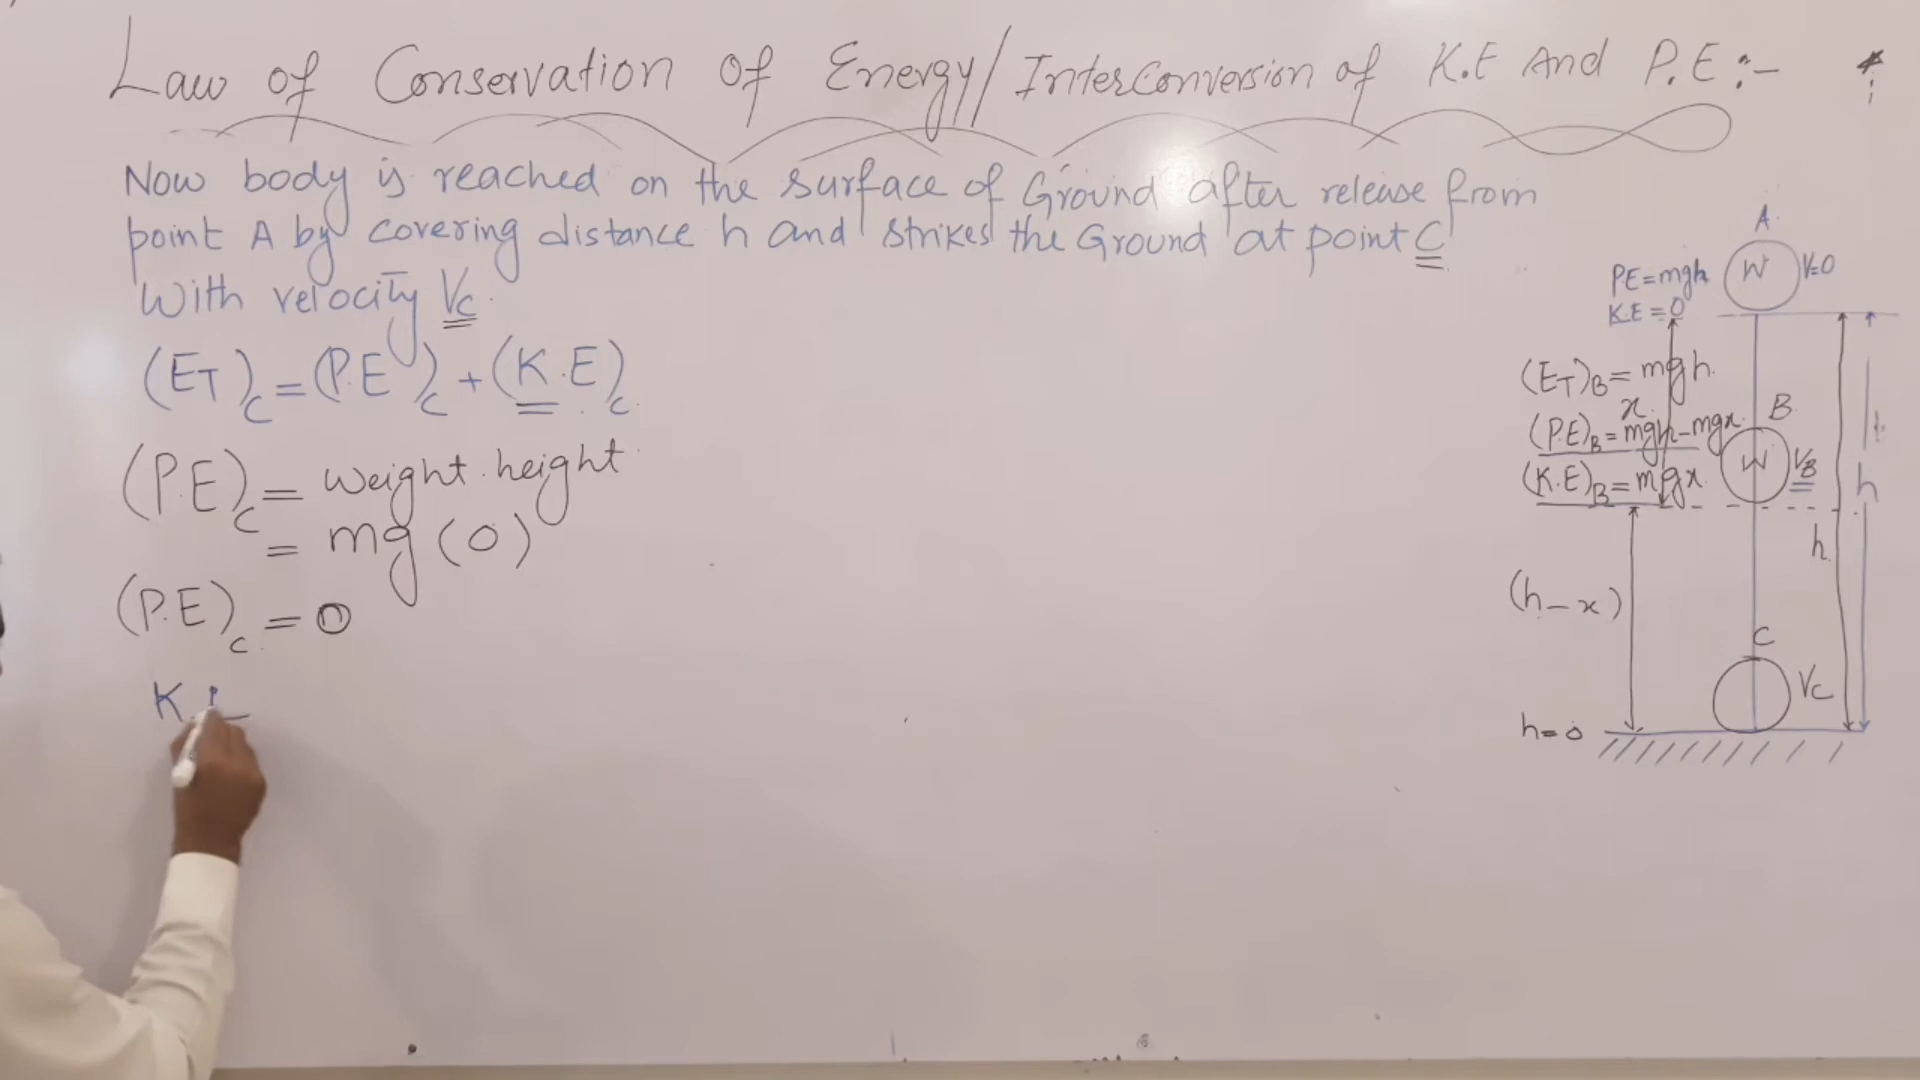 Law of Conservation Of Energy/Interconversion of K.E And P.E :-
Now body is reached on the surface of Ground after release from
point A by covering distance h and strikes the Ground at point C
With velocity Vc.
(ET)c = (P.E)c + (K.E)c
(P.E)c = weight . height
= mg (0)
(P.E)c = 0
K.
A
W V=0
PE = mgh
K.E = 0
(ET)B = mgh
x
B
(P.E)B = mgh - mgx
W VB
(K.E)B = mgx
h
h
(h - x)
C
Vc
h = 0